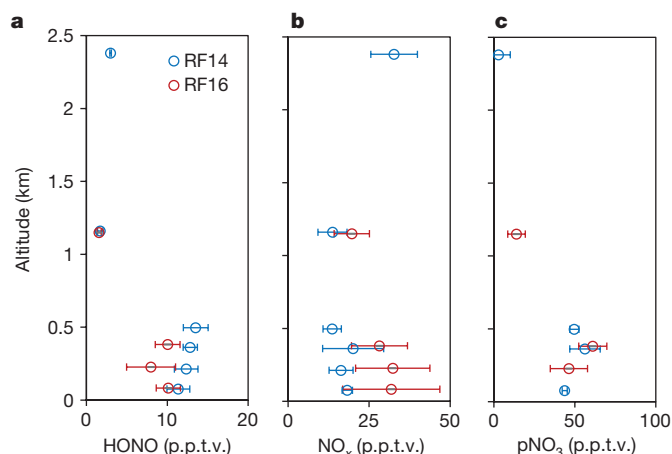 a b c
2.5
RF14
RF16
2
1.5
1
0.5
0
Altitude (km)
0 10 20 0 25 50 0 50 100
HONO (p.p.t.v.) NOx (p.p.t.v.) pNO3 (p.p.t.v.)